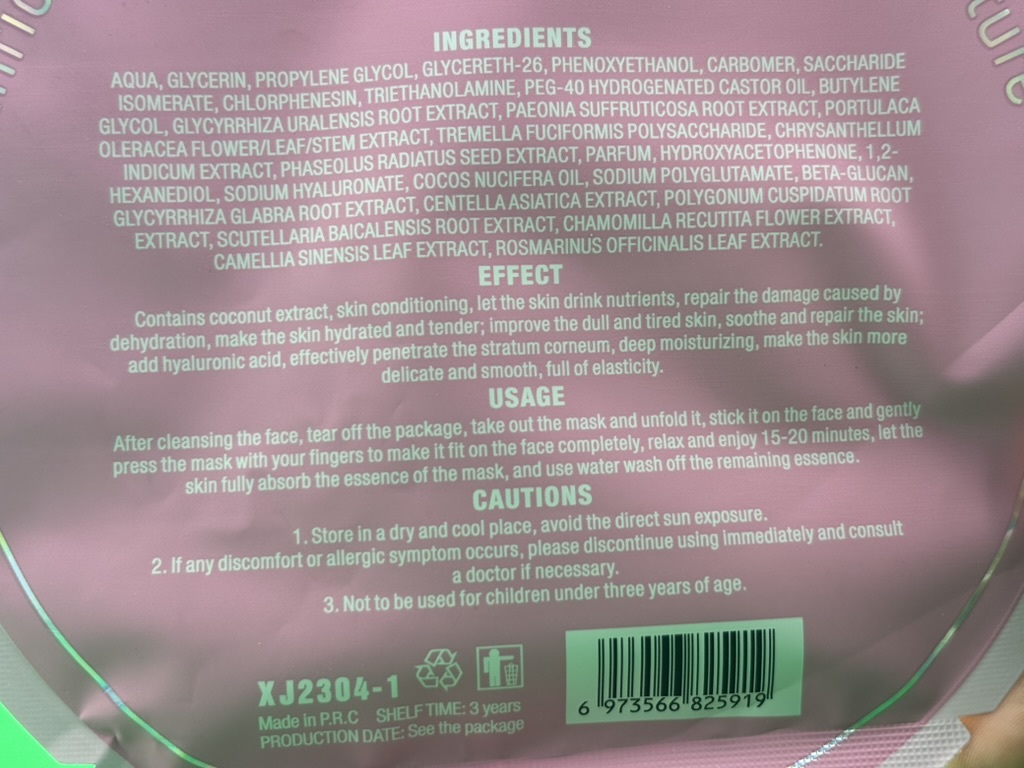 INGREDIENTS
AQUA, GLYCERIN, PROPYLENE GLYCOL, GLYCERETH-26, PHENOXYETHANOL, CARBOMER, SACCHARIDE
ISOMERATE, CHLORPHENESIN, TRIETHANOLAMINE, PEG-40 HYDROGENATED CASTOR OIL, BUTYLENE
GLYCOL, GLYCYRRHIZA URALENSIS ROOT EXTRACT, PAEONIA SUFFRUTICOSA ROOT EXTRACT, PORTULACA
OLERACEA FLOWER/LEAF/STEM EXTRACT, TREMELLA FUCIFORMIS POLYSACCHARIDE, CHRYSANTHELLUM
INDICUM EXTRACT, PHASEOLUS RADIATUS SEED EXTRACT, PARFUM, HYDROXYACETOPHENONE, 1,2-
HEXANEDIOL, SODIUM HYALURONATE, COCOS NUCIFERA OIL, SODIUM POLYGLUTAMATE, BETA-GLUCAN,
GLYCYRRHIZA GLABRA ROOT EXTRACT, CENTELLA ASIATICA EXTRACT, POLYGONUM CUSPIDATUM ROOT
EXTRACT, SCUTELLARIA BAICALENSIS ROOT EXTRACT, CHAMOMILLA RECUTITA FLOWER EXTRACT,
CAMELLIA SINENSIS LEAF EXTRACT, ROSMARINUS OFFICINALIS LEAF EXTRACT.
EFFECT
Contains coconut extract, skin conditioning, let the skin drink nutrients, repair the damage caused by
dehydration, make the skin hydrated and tender; improve the dull and tired skin, soothe and repair the skin;
add hyaluronic acid, effectively penetrate the stratum corneum, deep moisturizing, make the skin more
delicate and smooth, full of elasticity.
USAGE
After cleansing the face, tear off the package, take out the mask and unfold it, stick it on the face and gently
press the mask with your fingers to make it fit on the face completely, relax and enjoy 15-20 minutes, let the
skin fully absorb the essence of the mask, and use water wash off the remaining essence.
CAUTIONS
1. Store in a dry and cool place, avoid the direct sun exposure.
2. If any discomfort or allergic symptom occurs, please discontinue using immediately and consult
a doctor if necessary.
3. Not to be used for children under three years of age.
XJ2304-1
Made in P.R.C SHELF TIME: 3 years
PRODUCTION DATE: See the package
6 973566 825919